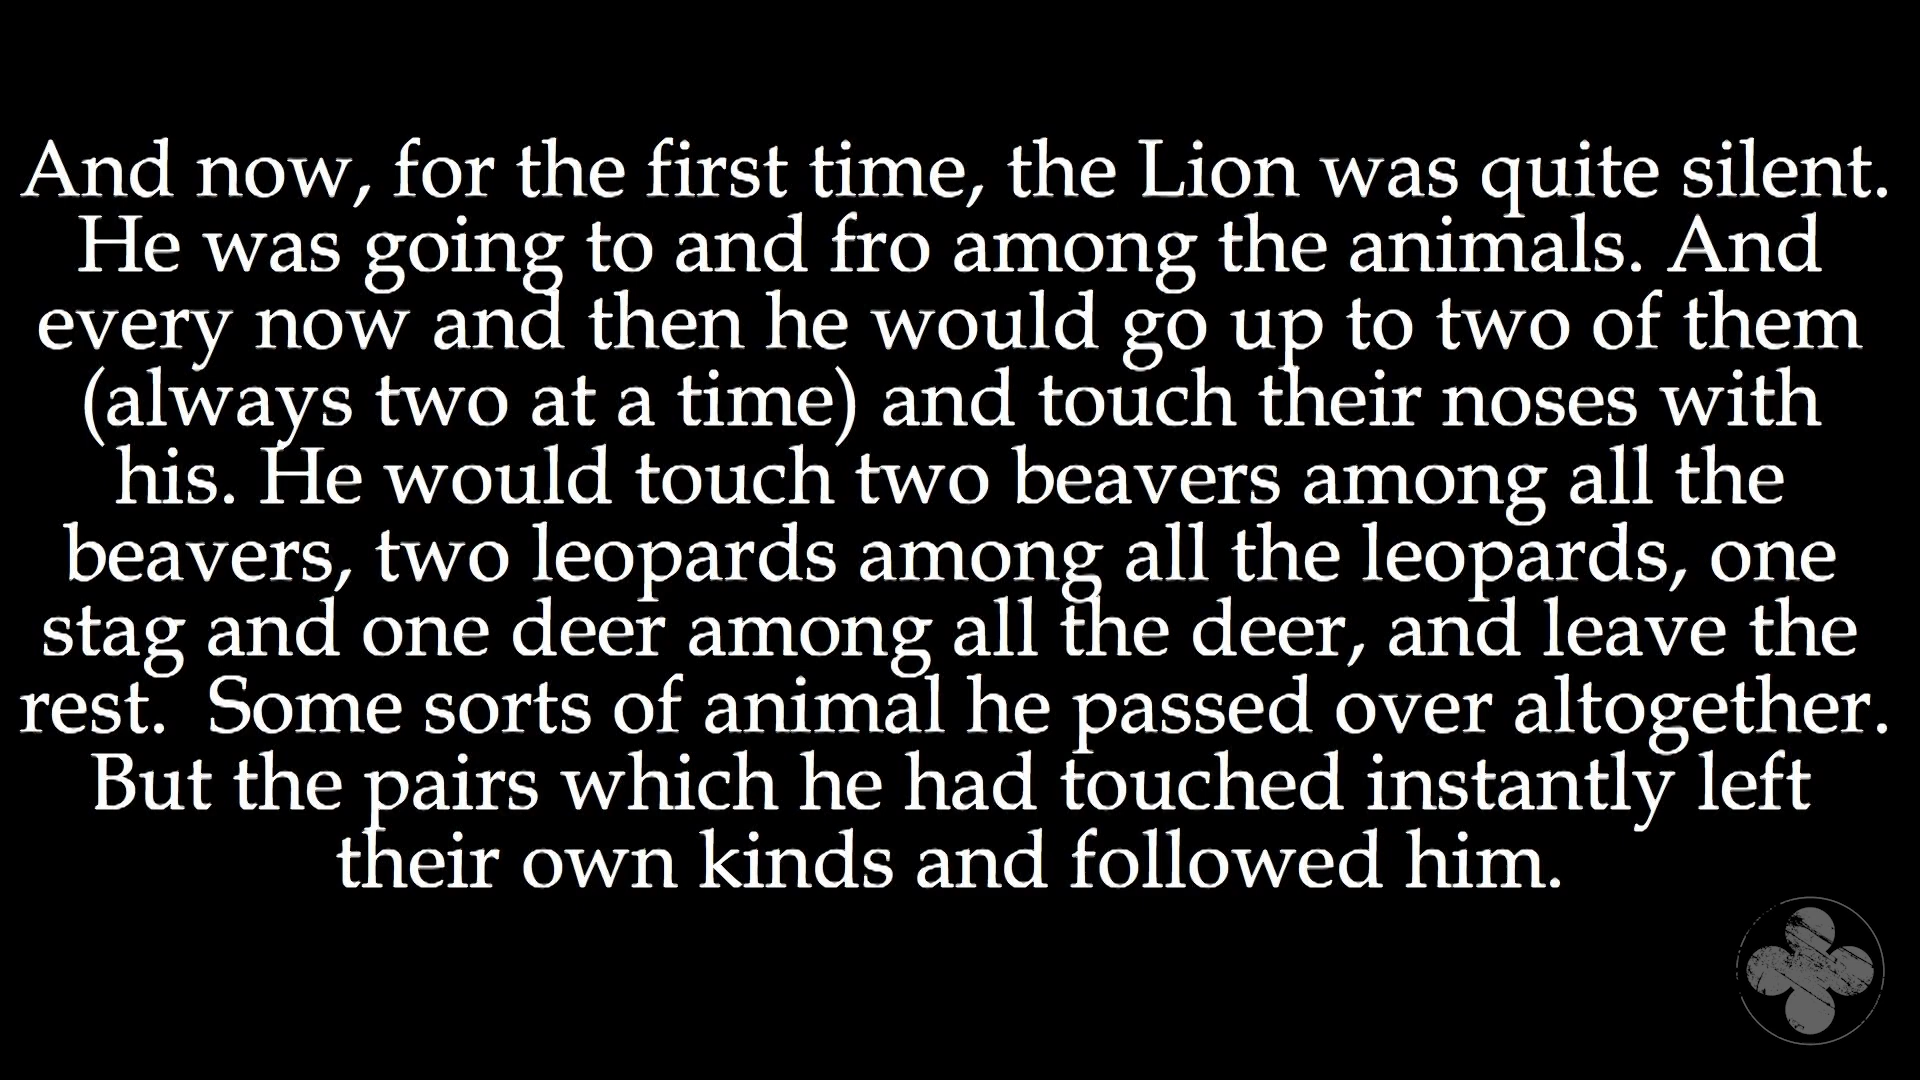 And now, for the first time, the Lion was quite silent.
He was going to and fro among the animals. And
every now and then he would go up to two of them
(always two at a time) and touch their noses with
his. He would touch two beavers among all the
beavers, two leopards among all the leopards, one
stag and one deer among all the deer, and leave the
rest.  Some sorts of animal he passed over altogether.
But the pairs which he had touched instantly left
their own kinds and followed him.